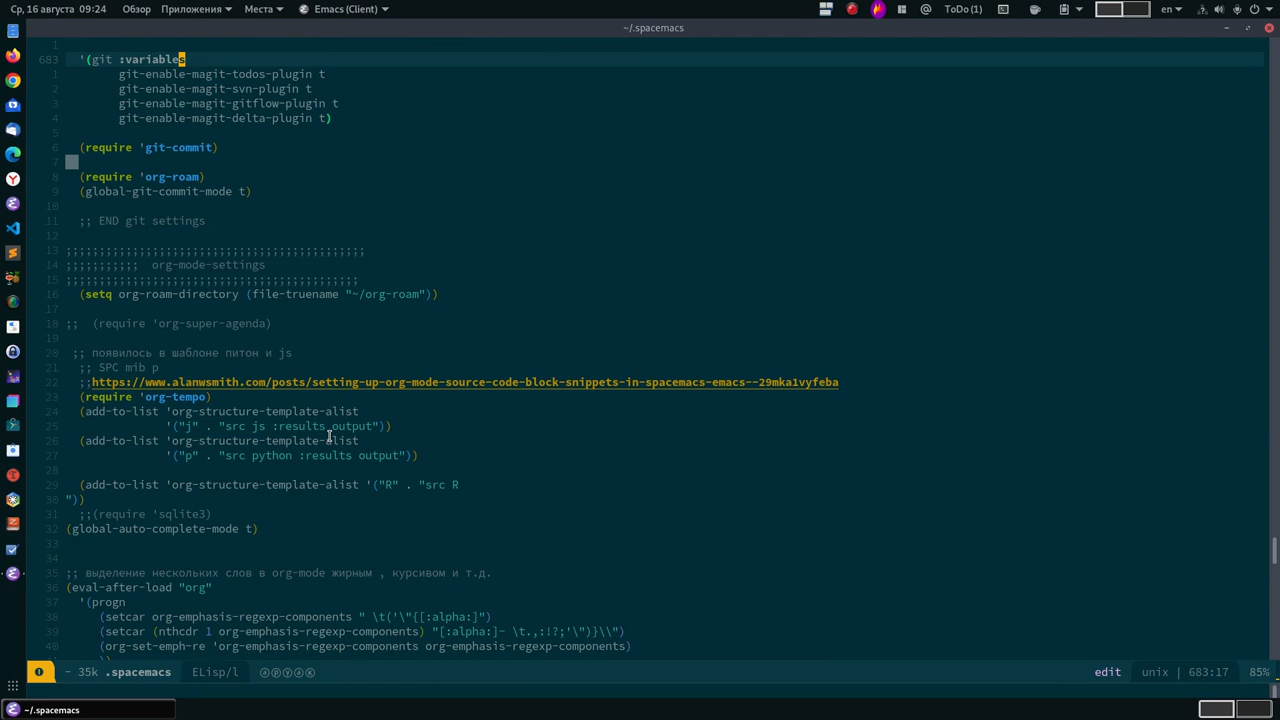 Ср, 16 августа 09:24 Обзор Приложения Места Emacs (Client) @ ToDo (1) en
~/.spacemacs
1
683 '(git :variables
1 git-enable-magit-todos-plugin t
2 git-enable-magit-svn-plugin t
3 git-enable-magit-gitflow-plugin t
4 git-enable-magit-delta-plugin t)
5
6 (require 'git-commit)
7
8 (require 'org-roam)
9 (global-git-commit-mode t)
10
11 ;; END git settings
12
13 ;;;;;;;;;;;;;;;;;;;;;;;;;;;;;;;;;;;;;;;;;;;;;
14 ;;;;;;;;;;; org-mode-settings
15 ;;;;;;;;;;;;;;;;;;;;;;;;;;;;;;;;;;;;;;;;;;;;
16 (setq org-roam-directory (file-truename "~/org-roam"))
17
18 ;; (require 'org-super-agenda)
19
20 ;; появилось в шаблоне питон и js
21 ;; SPC mib p
22 ;;https://www.alanwsmith.com/posts/setting-up-org-mode-source-code-block-snippets-in-spacemacs-emacs--29mka1vyfeba
23 (require 'org-tempo)
24 (add-to-list 'org-structure-template-alist
25 '("j" . "src js :results output"))
26 (add-to-list 'org-structure-template-alist
27 '("p" . "src python :results output"))
28
29 (add-to-list 'org-structure-template-alist '("R" . "src R
30 "))
31 ;;(require 'sqlite3)
32 (global-auto-complete-mode t)
33
34
35 ;; выделение нескольких слов в org-mode жирным , курсивом и т.д.
36 (eval-after-load "org"
37 '(progn
38 (setcar org-emphasis-regexp-components " \t('\"{[:alpha:]")
39 (setcar (nthcdr 1 org-emphasis-regexp-components) "[:alpha:]- \t.,:!?;'\")}\\")
40 (org-set-emph-re 'org-emphasis-regexp-components org-emphasis-regexp-components)
))
- 35k .spacemacs ELisp/l ⓐⓟⓨⓐⓚ edit unix | 683:17 85%
~/.spacemacs